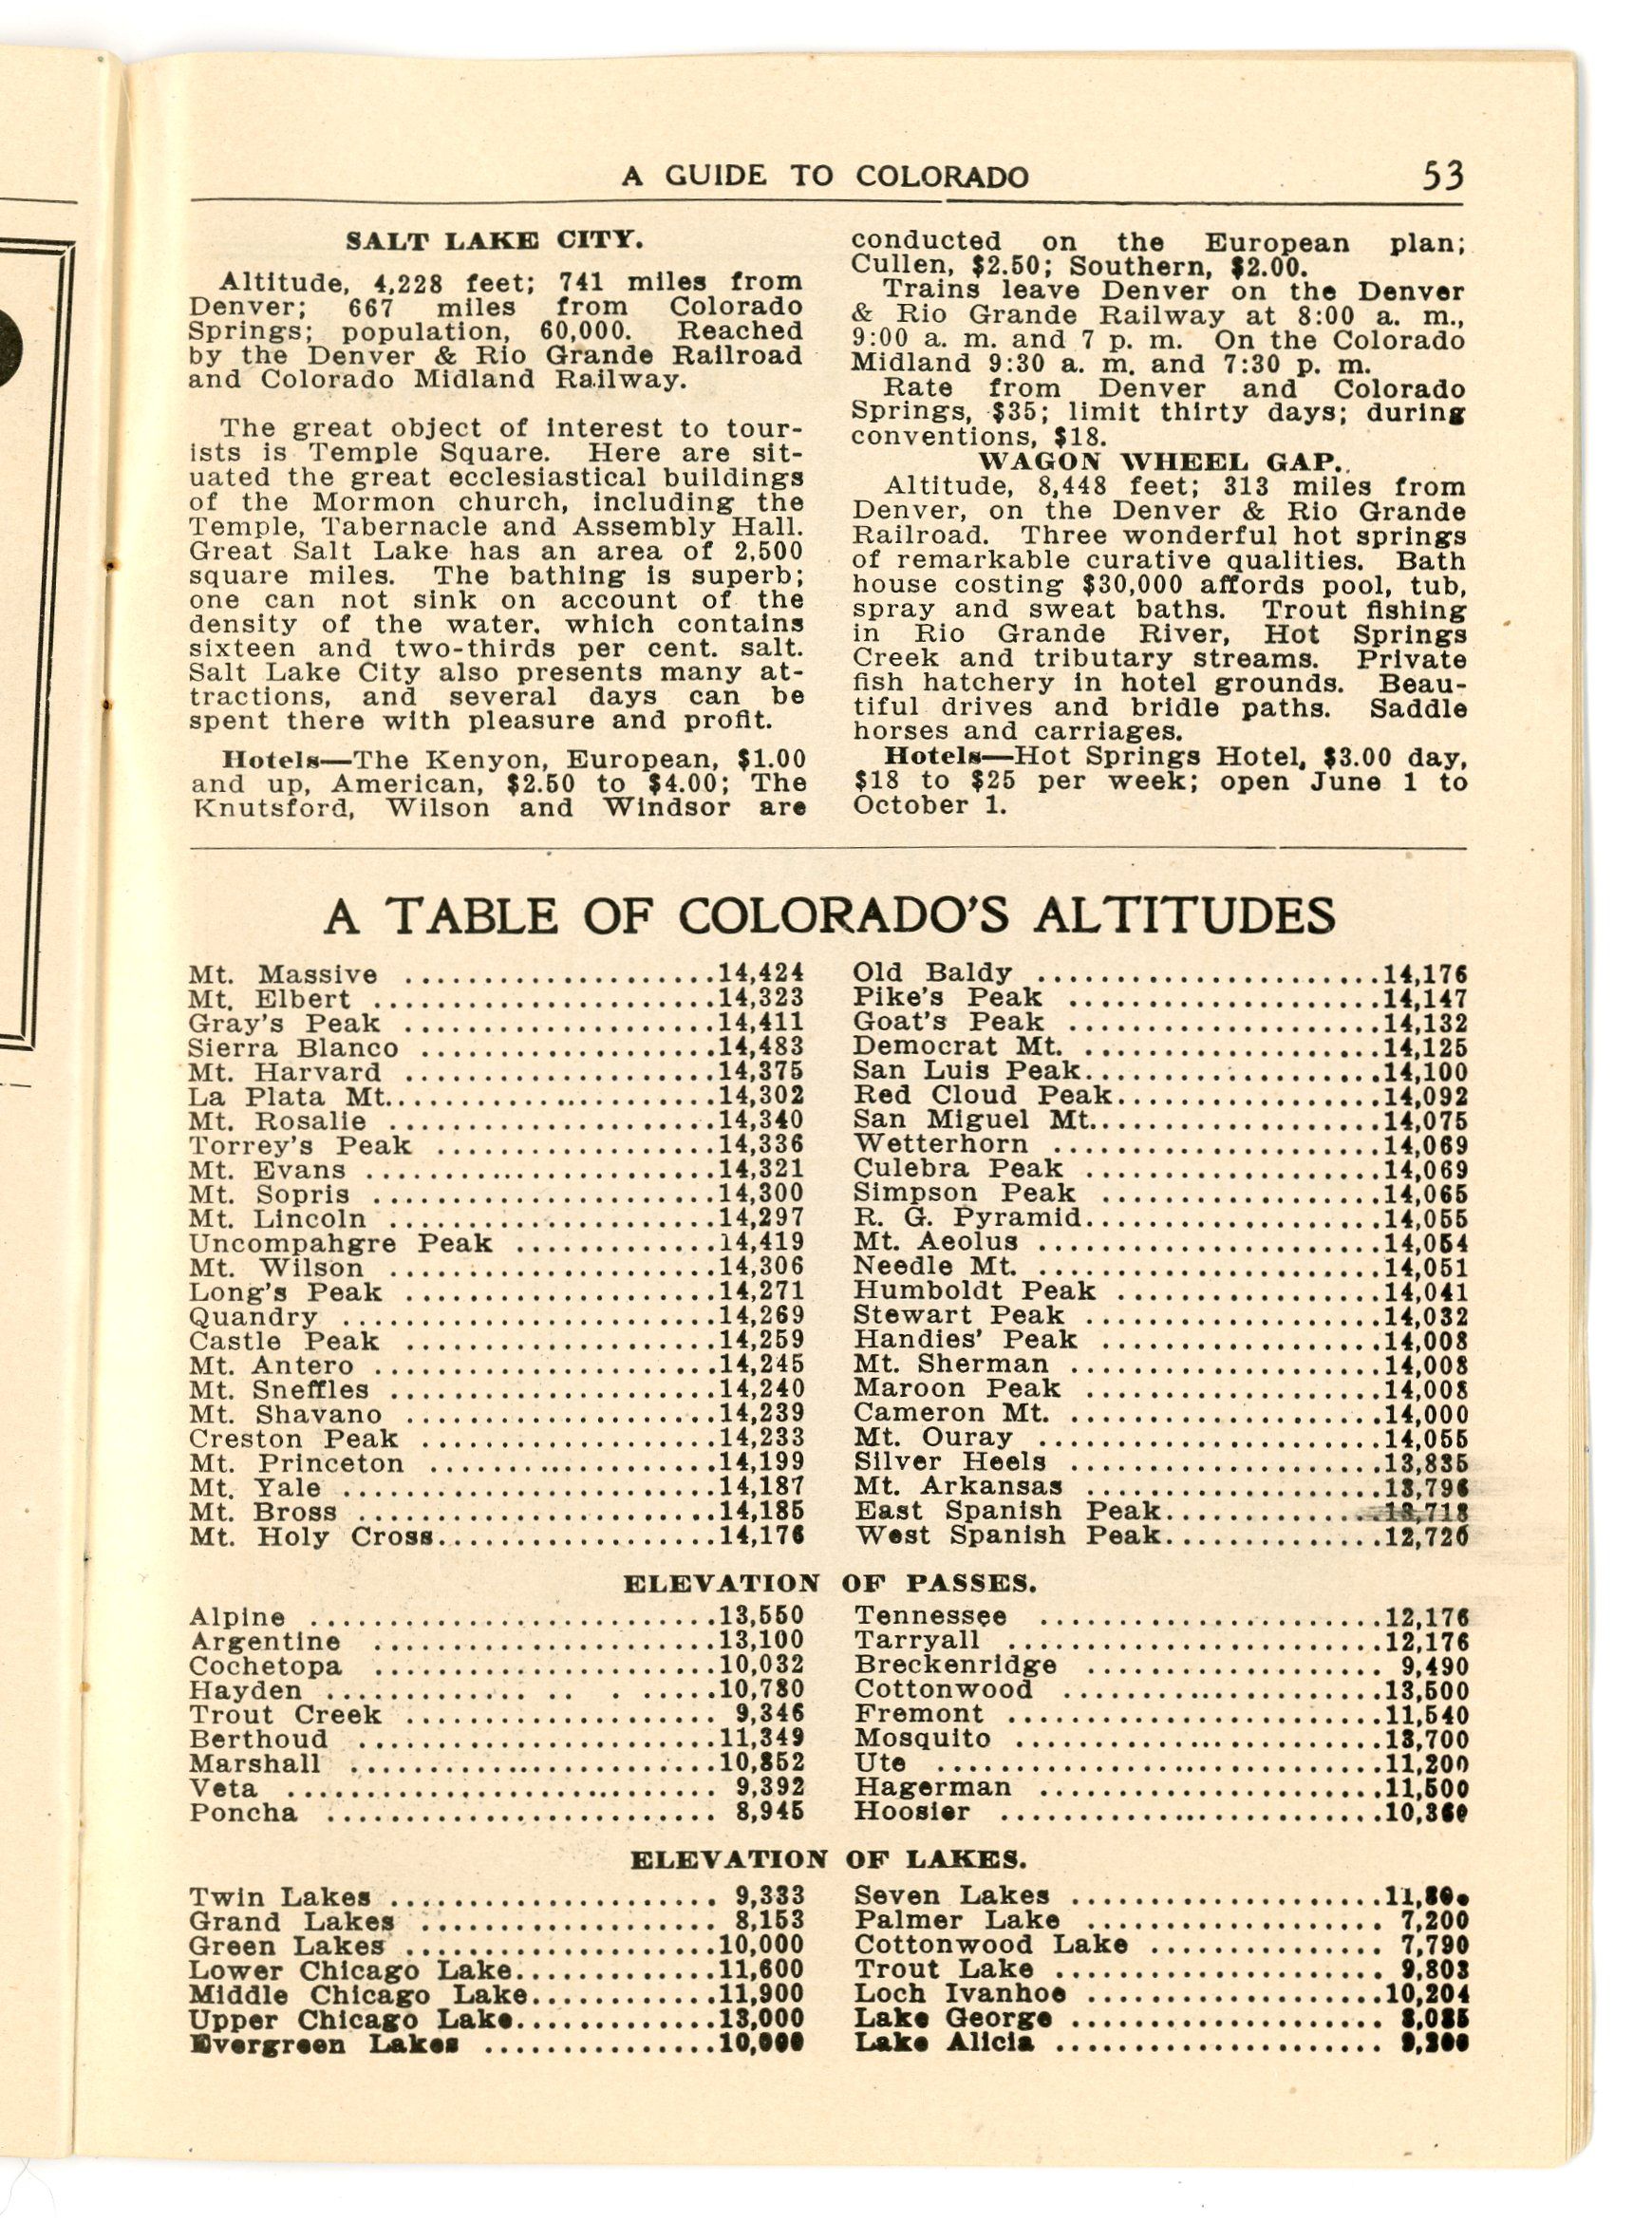 A GUIDE TO COLORADO 53
SALT LAKE CITY.
Altitude, 4,228 feet; 741 miles from
Denver; 667 miles from Colorado
Springs; population, 60,000. Reached
by the Denver & Rio Grande Railroad
and Colorado Midland Railway.
The great object of interest to tour-
ists is Temple Square. Here are sit-
uated the great ecclesiastical buildings
of the Mormon church, including the
Temple, Tabernacle and Assembly Hall.
Great Salt Lake has an area of 2,500
square miles. The bathing is superb;
one can not sink on account of the
density of the water, which contains
sixteen and two-thirds per cent. salt.
Salt Lake City also presents many at-
tractions, and several days can be
spent there with pleasure and profit.
Hotels—The Kenyon, European, $1.00
and up, American, $2.50 to $4.00; The
Knutsford, Wilson and Windsor are
conducted on the European plan;
Cullen, $2.50; Southern, $2.00.
Trains leave Denver on the Denver
& Rio Grande Railway at 8:00 a. m.,
9:00 a. m. and 7 p. m. On the Colorado
Midland 9:30 a. m. and 7:30 p. m.
Rate from Denver and Colorado
Springs, $35; limit thirty days; during
conventions, $18.
WAGON WHEEL GAP.
Altitude, 8,448 feet; 313 miles from
Denver, on the Denver & Rio Grande
Railroad. Three wonderful hot springs
of remarkable curative qualities. Bath
house costing $30,000 affords pool, tub,
spray and sweat baths. Trout fishing
in Rio Grande River, Hot Springs
Creek and tributary streams. Private
fish hatchery in hotel grounds. Beau-
tiful drives and bridle paths. Saddle
horses and carriages.
Hotels—Hot Springs Hotel, $3.00 day,
$18 to $25 per week; open June 1 to
October 1.
A TABLE OF COLORADO'S ALTITUDES
Mt. Massive ....................14,424
Mt. Elbert ....................14,323
Gray's Peak ....................14,411
Sierra Blanco ....................14,483
Mt. Harvard ....................14,375
La Plata Mt.....................14,302
Mt. Rosalie ....................14,340
Torrey's Peak ....................14,336
Mt. Evans ....................14,321
Mt. Sopris ....................14,300
Mt. Lincoln ....................14,297
Uncompahgre Peak .............14,419
Mt. Wilson ....................14,306
Long's Peak ....................14,271
Quandry ....................14,269
Castle Peak ....................14,259
Mt. Antero ....................14,245
Mt. Sneffles ....................14,240
Mt. Shavano ....................14,239
Creston Peak ....................14,233
Mt. Princeton ....................14,199
Mt. Yale ....................14,187
Mt. Bross ....................14,185
Mt. Holy Cross..................14,176
Old Baldy ....................14,176
Pike's Peak ....................14,147
Goat's Peak ....................14,132
Democrat Mt. ....................14,125
San Luis Peak...................14,100
Red Cloud Peak.................14,092
San Miguel Mt..................14,075
Wetterhorn ....................14,069
Culebra Peak ....................14,069
Simpson Peak ....................14,065
R. G. Pyramid...................14,055
Mt. Aeolus ....................14,054
Needle Mt. ....................14,051
Humboldt Peak .................14,041
Stewart Peak ....................14,032
Handies' Peak ..................14,008
Mt. Sherman ....................14,008
Maroon Peak ....................14,008
Cameron Mt. ....................14,000
Mt. Ouray ....................14,055
Silver Heels ....................13,835
Mt. Arkansas ....................13,796
East Spanish Peak..............13,718
West Spanish Peak..............12,720
ELEVATION OF PASSES.
Alpine ....................13,550
Argentine ....................13,100
Cochetopa ....................10,032
Hayden ............ .. . ......10,780
Trout Creek .................... 9,346
Berthoud ....................11,349
Marshall ....................10,852
Veta .................... 9,392
Poncha .................... 8,945
Tennessee ....................12,176
Tarryall ....................12,176
Breckenridge .................... 9,490
Cottonwood ....................13,500
Fremont ....................11,540
Mosquito ....................13,700
Ute ....................11,200
Hagerman ....................11,500
Hoosier ....................
ELEVATION OF LAKES.
Twin Lakes .................... 9,333
Grand Lakes .................... 8,153
Green Lakes ....................10,000
Lower Chicago Lake.............11,600
Middle Chicago Lake............11,900
Upper Chicago Lake.............13,000
Evergreen Lakes ...............10,000
Seven Lakes ....................
Palmer Lake .................... 7,200
Cottonwood Lake ............... 7,790
Trout Lake .................... 9,803
Loch Ivanhoe ...................10,204
Lake George .................... 8,085
Lake Alicia ....................